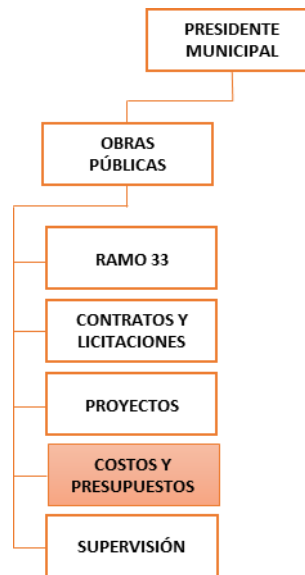 PRESIDENTE
MUNICIPAL
OBRAS
PÚBLICAS
RAMO 33
CONTRATOS Y
LICITACIONES
PROYECTOS
COSTOS Y
PRESUPUESTOS
SUPERVISIÓN